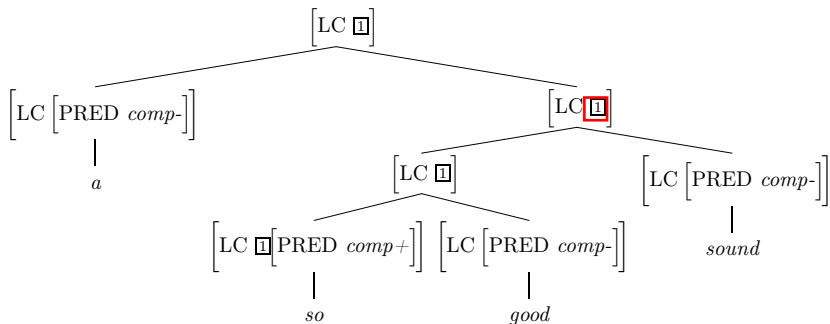 [LC 1]
[LC [PRED comp-]] [LC 1]
a [LC 1] [LC [PRED comp-]]
[LC 1[PRED comp+]] [LC [PRED comp-]] sound
so good